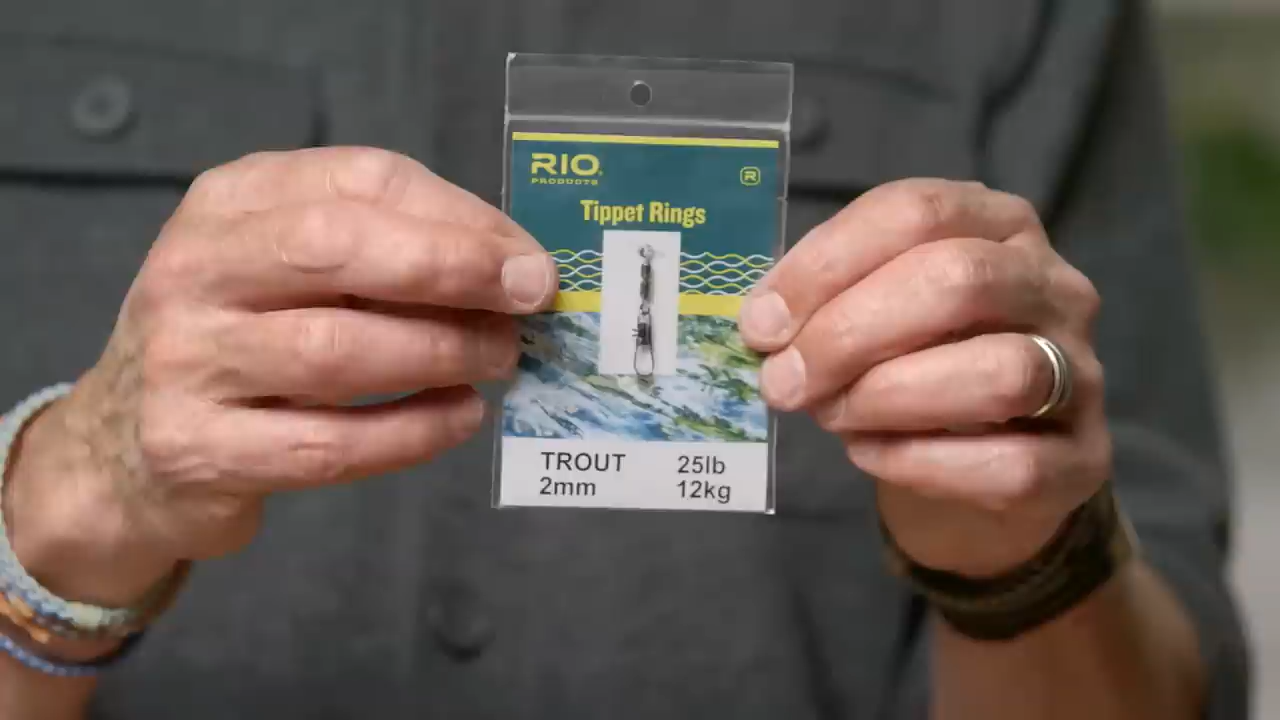 RIO
PRODUCTS
R
Tippet Rings
TROUT 25lb
2mm 12kg